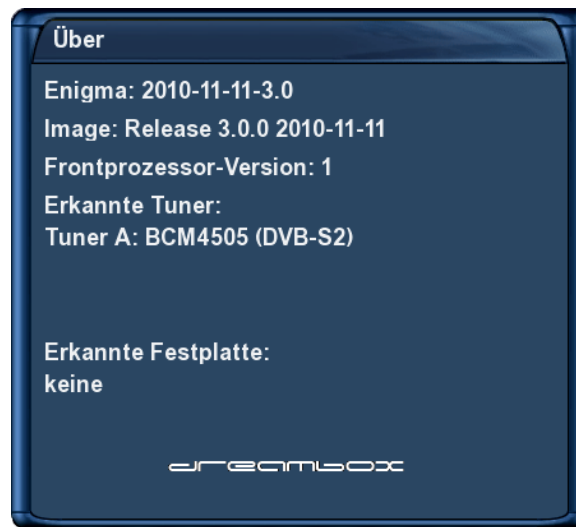 Über
Enigma: 2010-11-11-3.0
Image: Release 3.0.0 2010-11-11
Frontprozessor-Version: 1
Erkannte Tuner:
Tuner A: BCM4505 (DVB-S2)
Erkannte Festplatte:
keine
dreambox